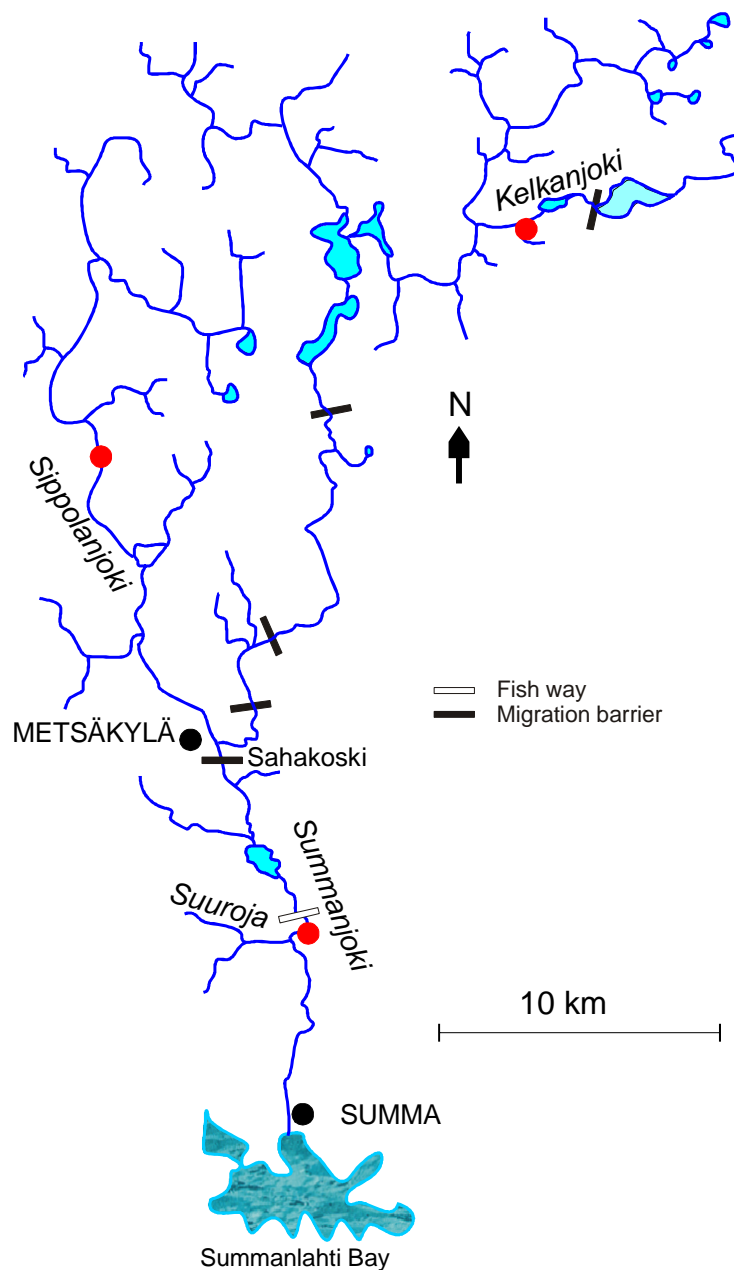 Kelkanjoki
N
Sippolanjoki
Fish way
Migration barrier
METSÄKYLÄ
Sahakoski
Summanjoki
Suuroja
10 km
SUMMA
Summanlahti Bay